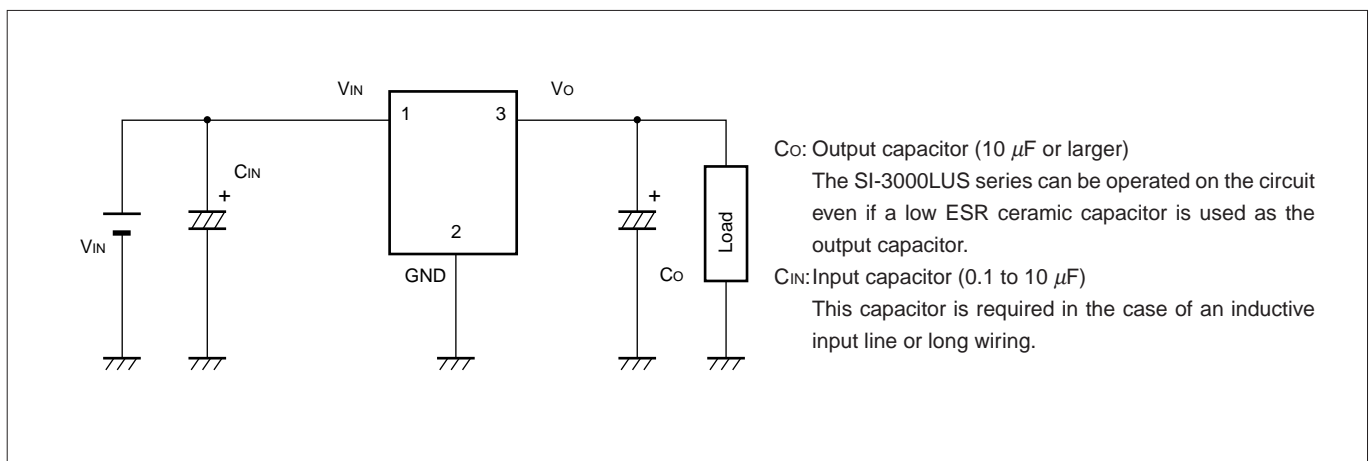 VIN
VO
1
3
CIN
+
+
VIN
2
GND
CO
Load
CO: Output capacitor (10 μF or larger)
The SI-3000LUS series can be operated on the circuit
even if a low ESR ceramic capacitor is used as the
output capacitor.
CIN:Input capacitor (0.1 to 10 μF)
This capacitor is required in the case of an inductive
input line or long wiring.